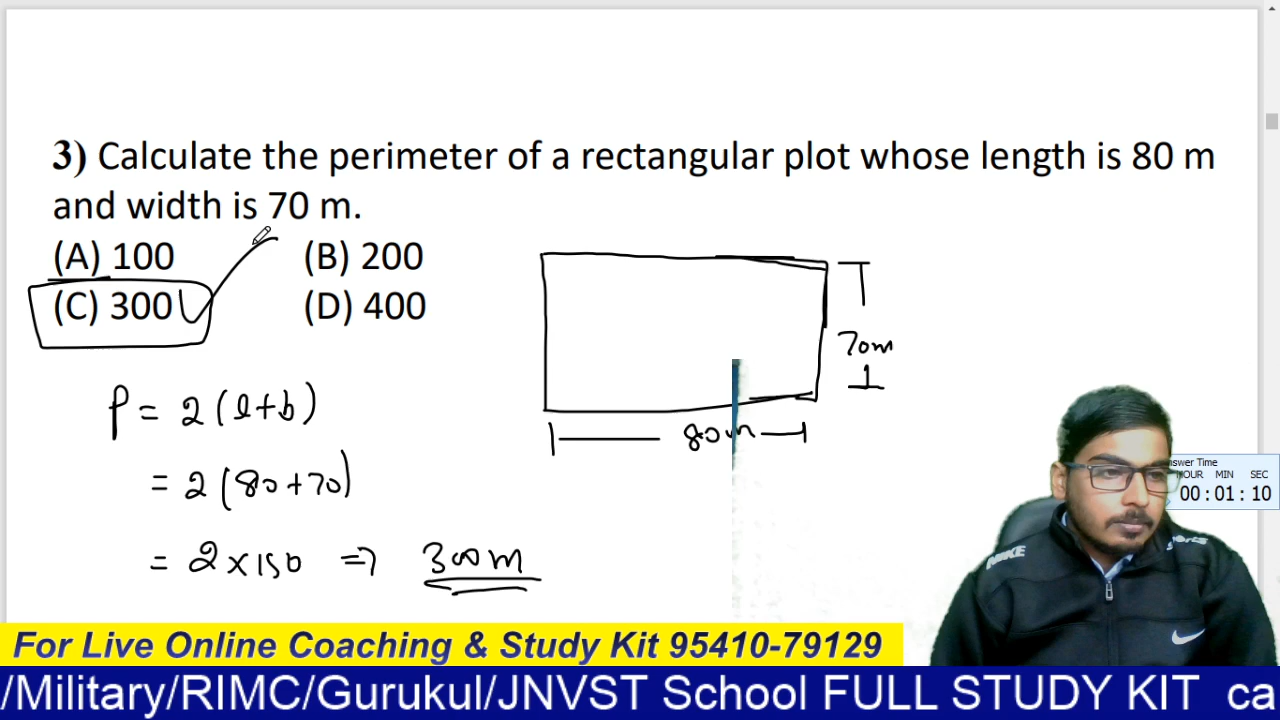 3) Calculate the perimeter of a rectangular plot whose length is 80 m
and width is 70 m.
(A) 100 (B) 200
(C) 300 (D) 400
70m
80m
P = 2 (l+b)
= 2 (80+70)
= 2 x 150 => 300m
nswer Time
HOUR MIN SEC
00:01:10
NIKE
For Live Online Coaching & Study Kit 95410-79129
/Military/RIMC/Gurukul/JNVST School FULL STUDY KIT ca